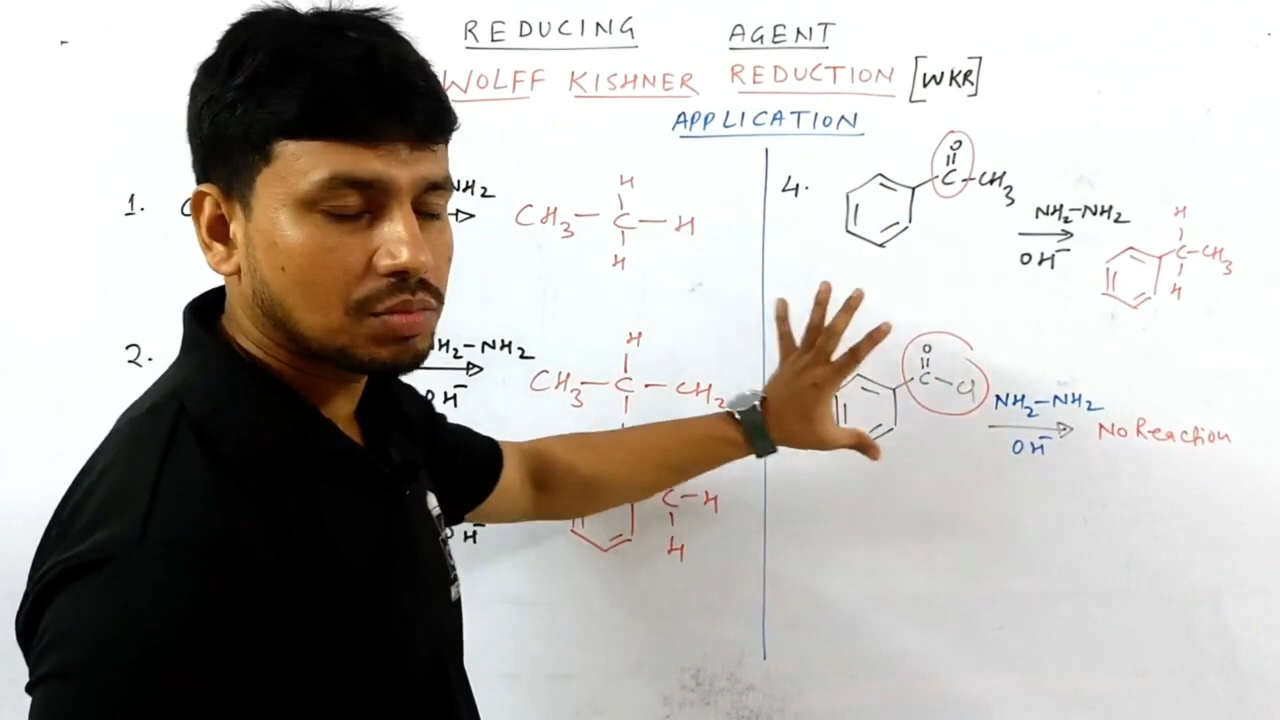 REDUCING AGENT
WOLFF KISHNER REDUCTION [WKR]
APPLICATION
1.
NH2
CH3—C—H
H
H
2.
H2—NH2
OH⁻
H
CH3—C—CH2
C—H
H
H⁻
4.
O
C—CH3
NH2—NH2
OH⁻
H
C—CH3
H
O
C—Cl
NH2—NH2
OH⁻
No Reaction